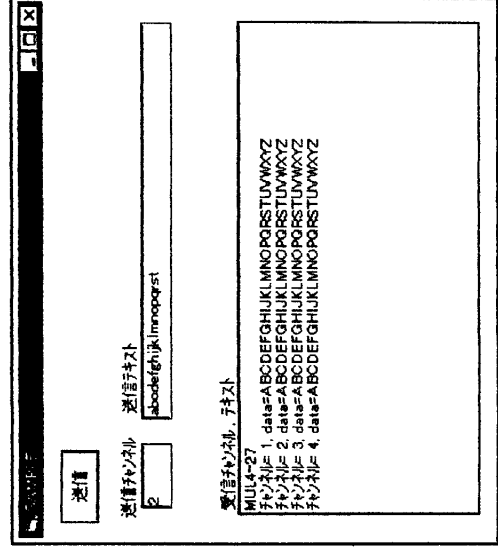 送信
送信チャンネル 送信テキスト
2 abcdefghijklmnopqrst
受信チャンネル, テキスト
MUL4-27
チャンネル= 1, data=ABCDEFGHIJKLMNOPQRSTUVWXYZ
チャンネル= 2, data=ABCDEFGHIJKLMNOPQRSTUVWXYZ
チャンネル= 3, data=ABCDEFGHIJKLMNOPQRSTUVWXYZ
チャンネル= 4, data=ABCDEFGHIJKLMNOPQRSTUVWXYZ